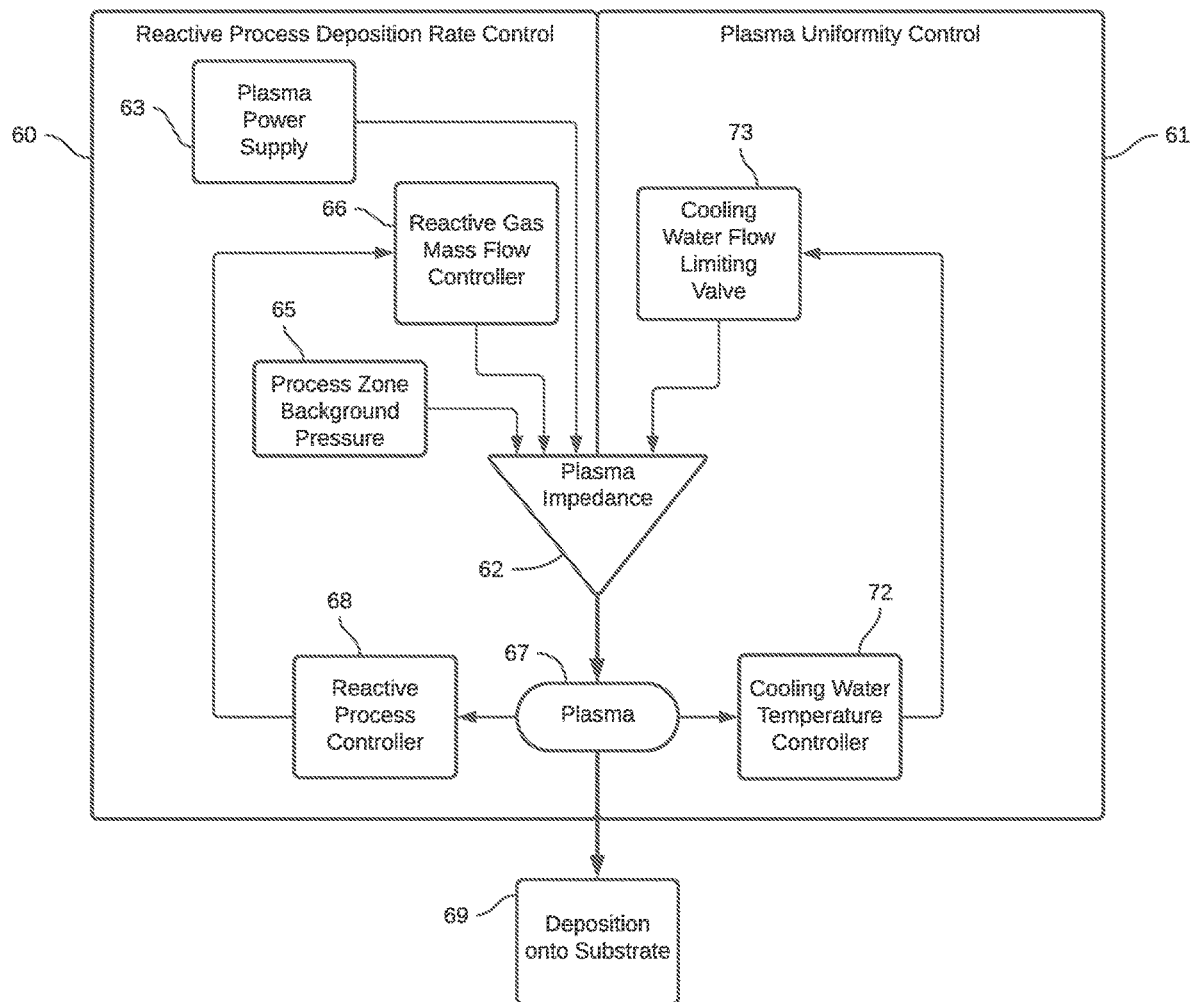 Reactive Process Deposition Rate Control
Plasma Uniformity Control
Plasma
Power
Supply
63
60
61
73
66
Reactive Gas
Mass Flow
Controller
Cooling
Water Flow
Limiting
Valve
65
Process Zone
Background
Pressure
Plasma
Impedance
62
68
67
72
Reactive
Process
Controller
Plasma
Cooling Water
Temperature
Controller
69
Deposition
onto Substrate